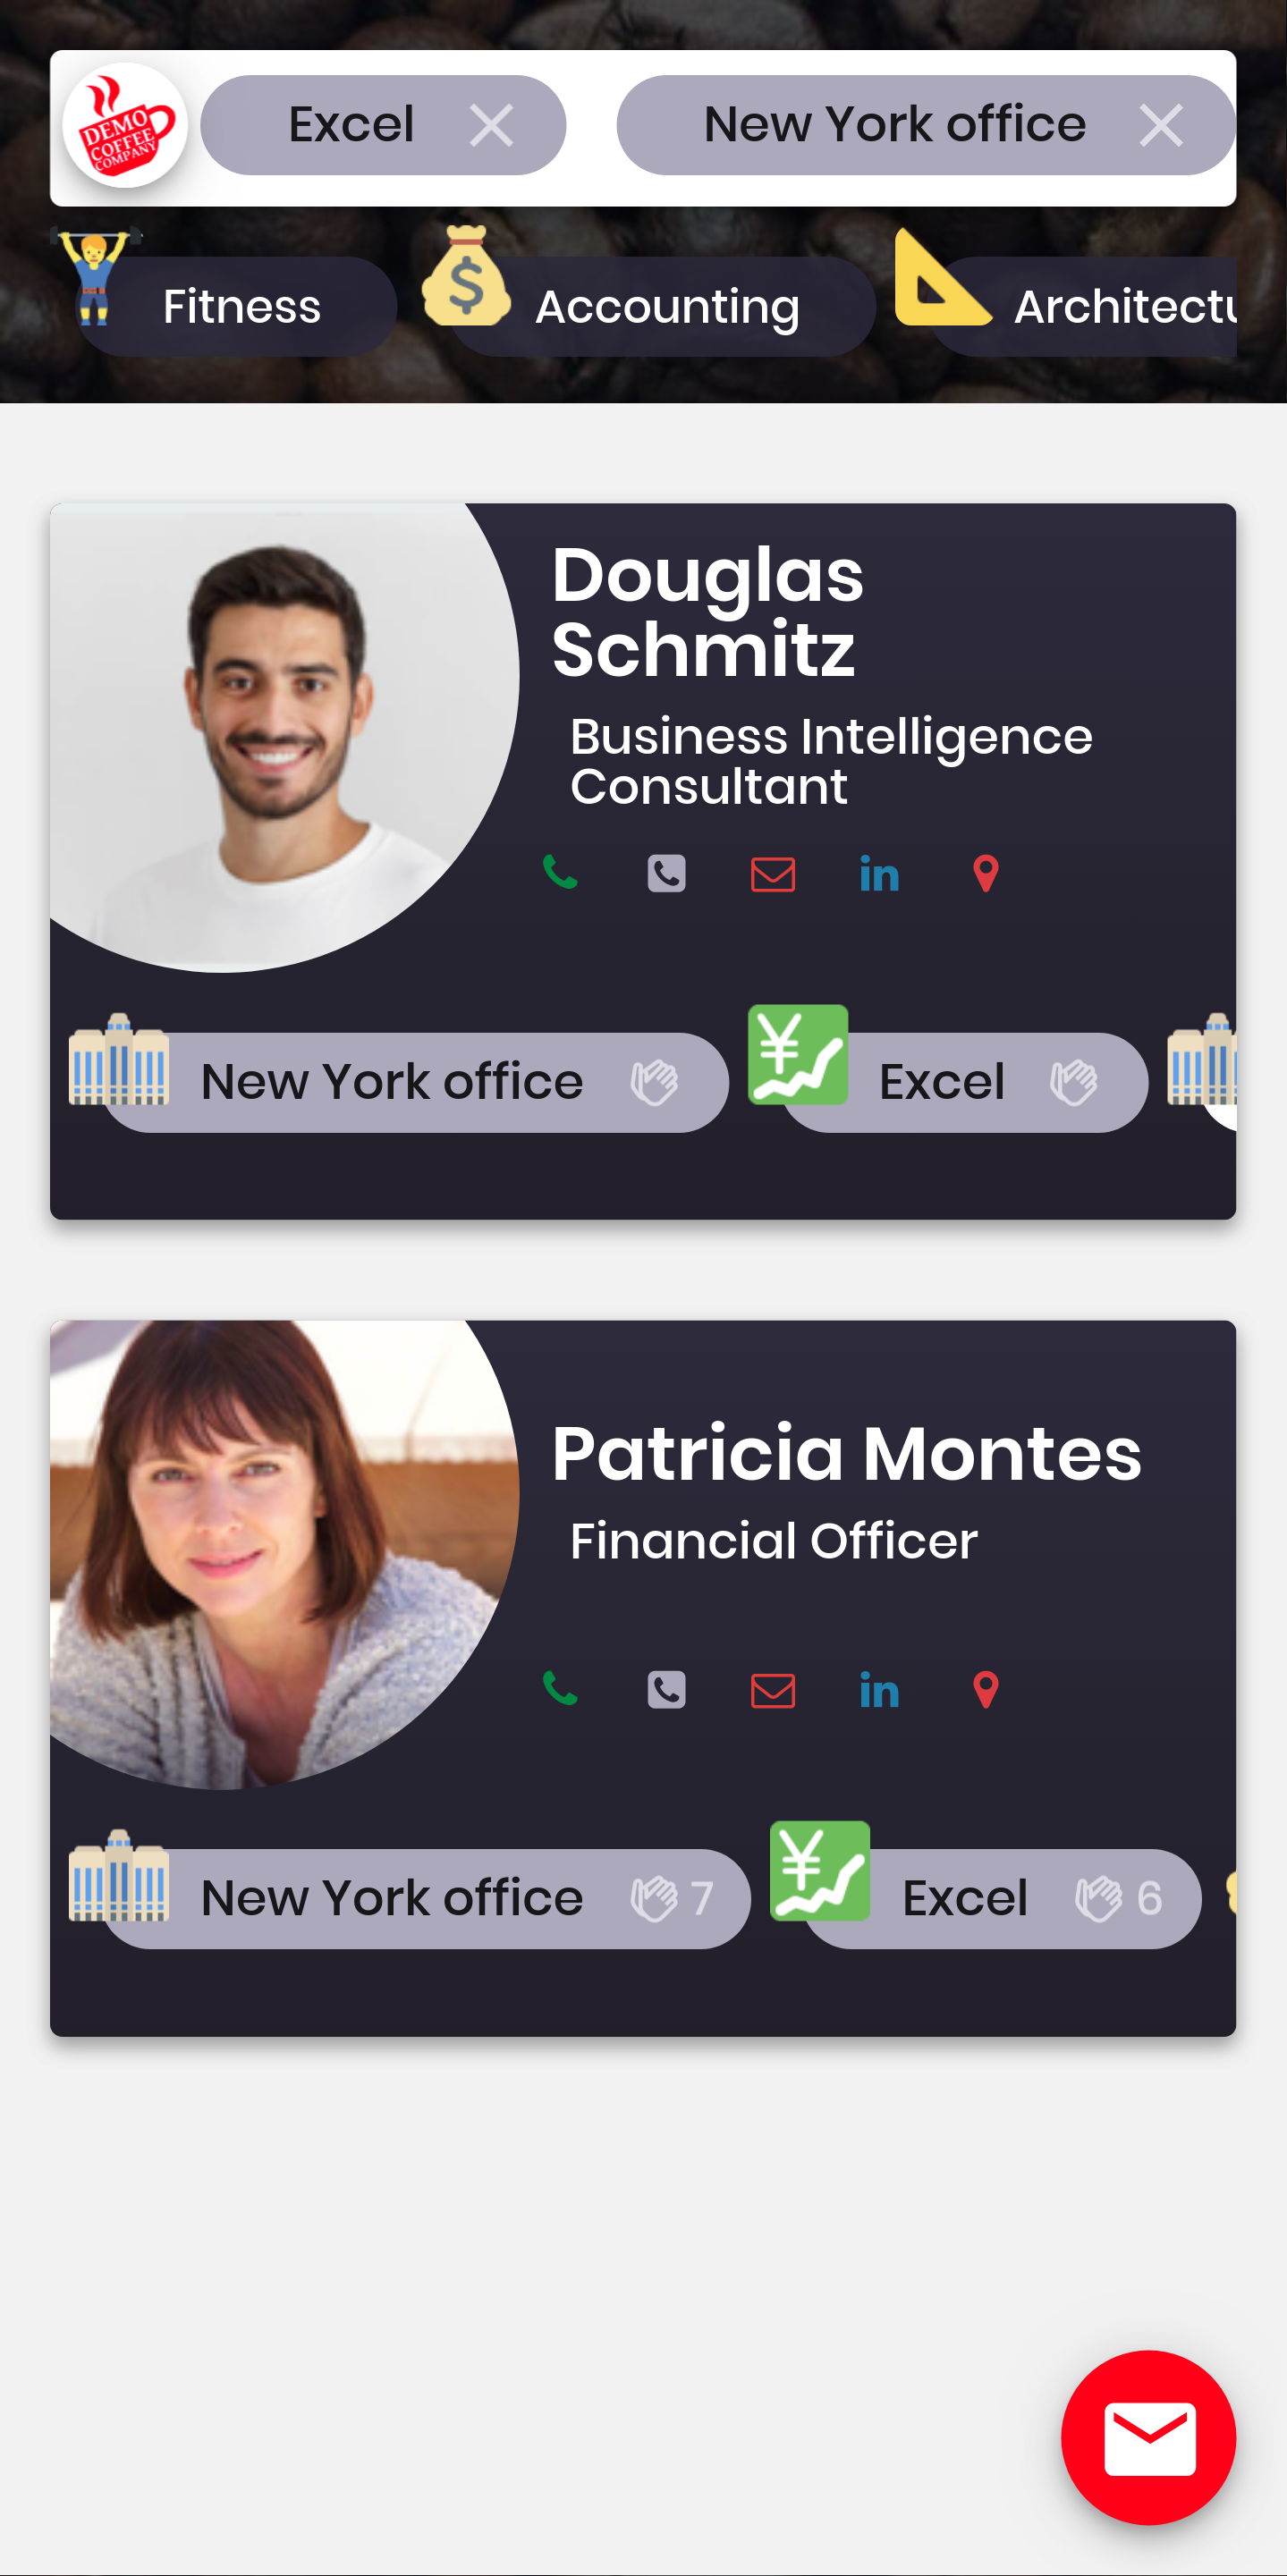 DEMO
COFFEE
COMPANY
Excel
New York office
Fitness
Accounting
Architectu
Douglas
Schmitz
Business Intelligence
Consultant
in
New York office
Excel
Patricia Montes
Financial Officer
in
New York office 7
Excel 6